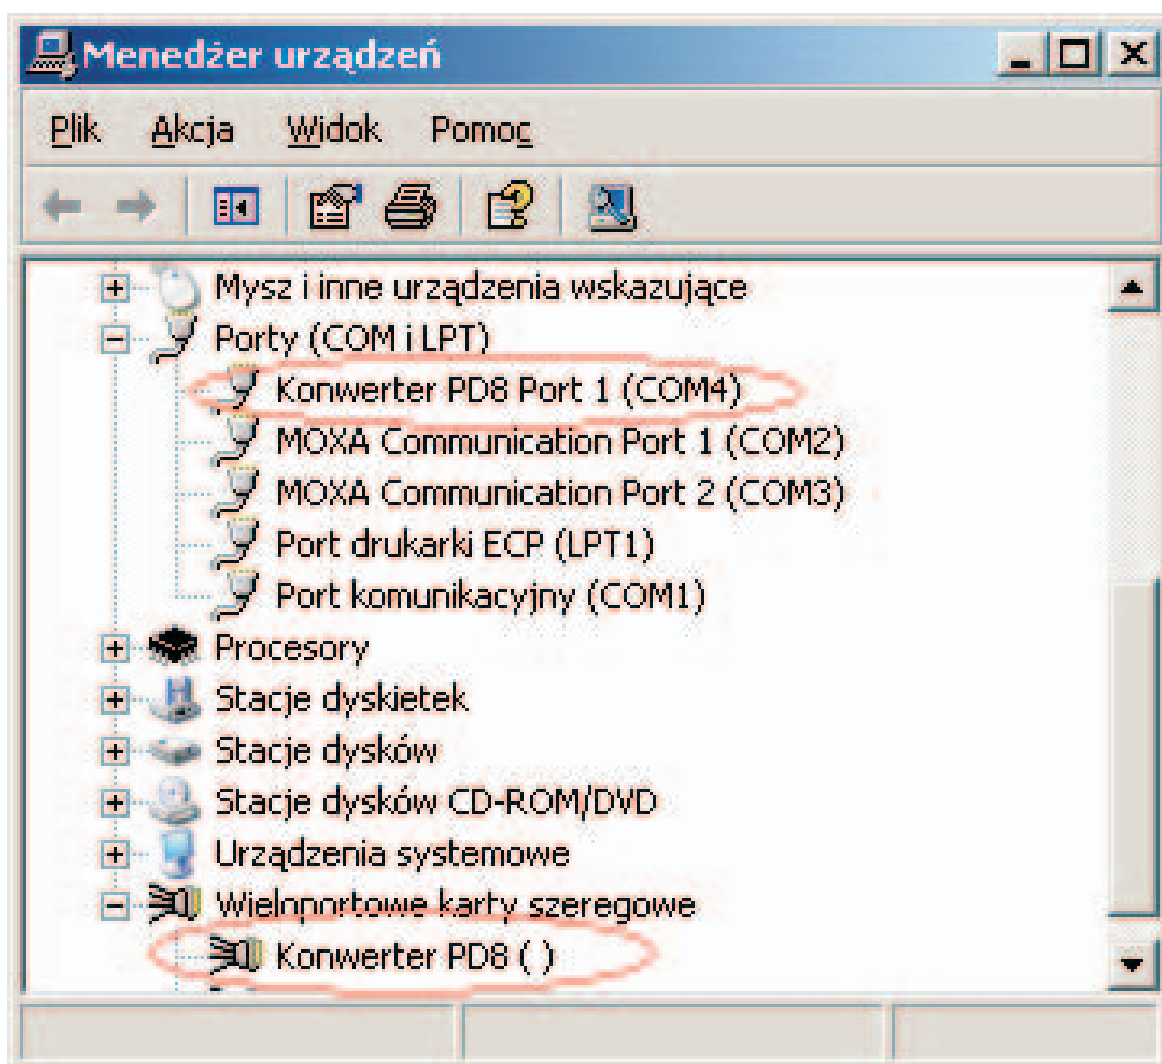 Menedżer urządzeń
Plik Akcja Widok Pomoc
Mysz i inne urządzenia wskazujące
Porty (COM i LPT)
Konwerter PD8 Port 1 (COM4)
MOXA Communication Port 1 (COM2)
MOXA Communication Port 2 (COM3)
Port drukarki ECP (LPT1)
Port komunikacyjny (COM1)
Procesory
Stacje dyskietek
Stacje dysków
Stacje dysków CD-ROM/DVD
Urządzenia systemowe
Wieloportowe karty szeregowe
Konwerter PD8 ( )